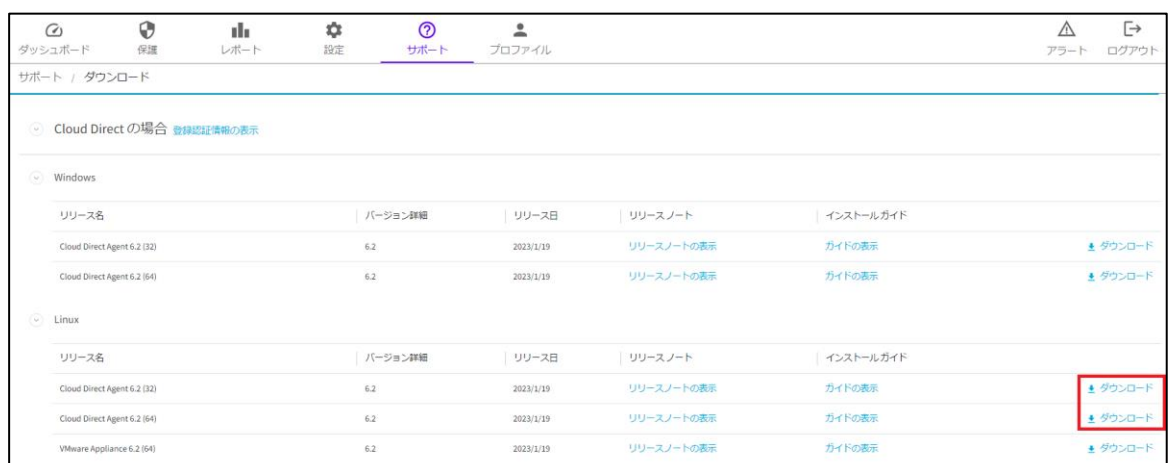 ダッシュボード 保護 レポート 設定 サポート プロファイル アラート ログアウト
サポート / ダウンロード
Cloud Direct の場合 登録認証情報の表示
Windows
リリース名 バージョン詳細 リリース日 リリースノート インストールガイド
Cloud Direct Agent 6.2 (32) 6.2 2023/1/19 リリースノートの表示 ガイドの表示 ダウンロード
Cloud Direct Agent 6.2 (64) 6.2 2023/1/19 リリースノートの表示 ガイドの表示 ダウンロード
Linux
リリース名 バージョン詳細 リリース日 リリースノート インストールガイド
Cloud Direct Agent 6.2 (32) 6.2 2023/1/19 リリースノートの表示 ガイドの表示 ダウンロード
Cloud Direct Agent 6.2 (64) 6.2 2023/1/19 リリースノートの表示 ガイドの表示 ダウンロード
VMware Appliance 6.2 (64) 6.2 2023/1/19 リリースノートの表示 ガイドの表示 ダウンロード